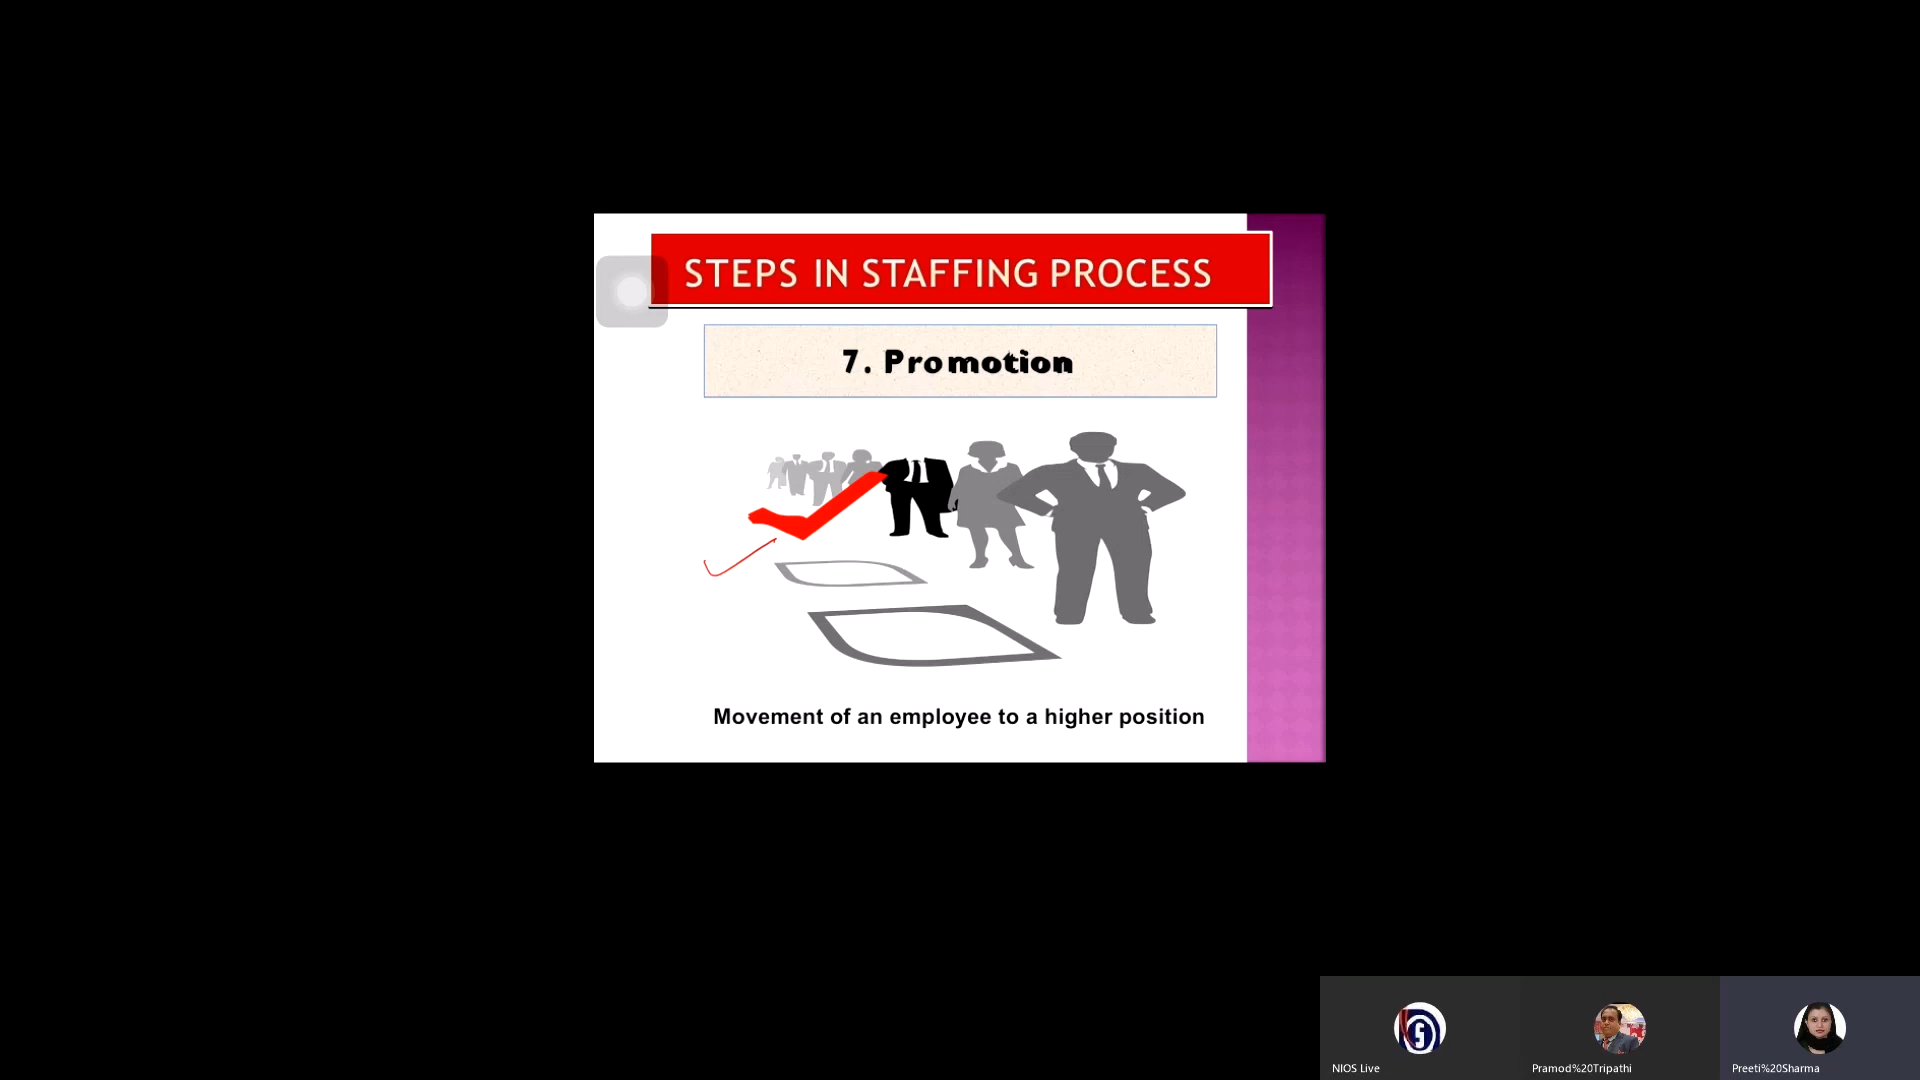 STEPS IN STAFFING PROCESS
7. Promotion
Movement of an employee to a higher position
NIOS Live
Pramod%20Tripathi
Preeti%20Sharma